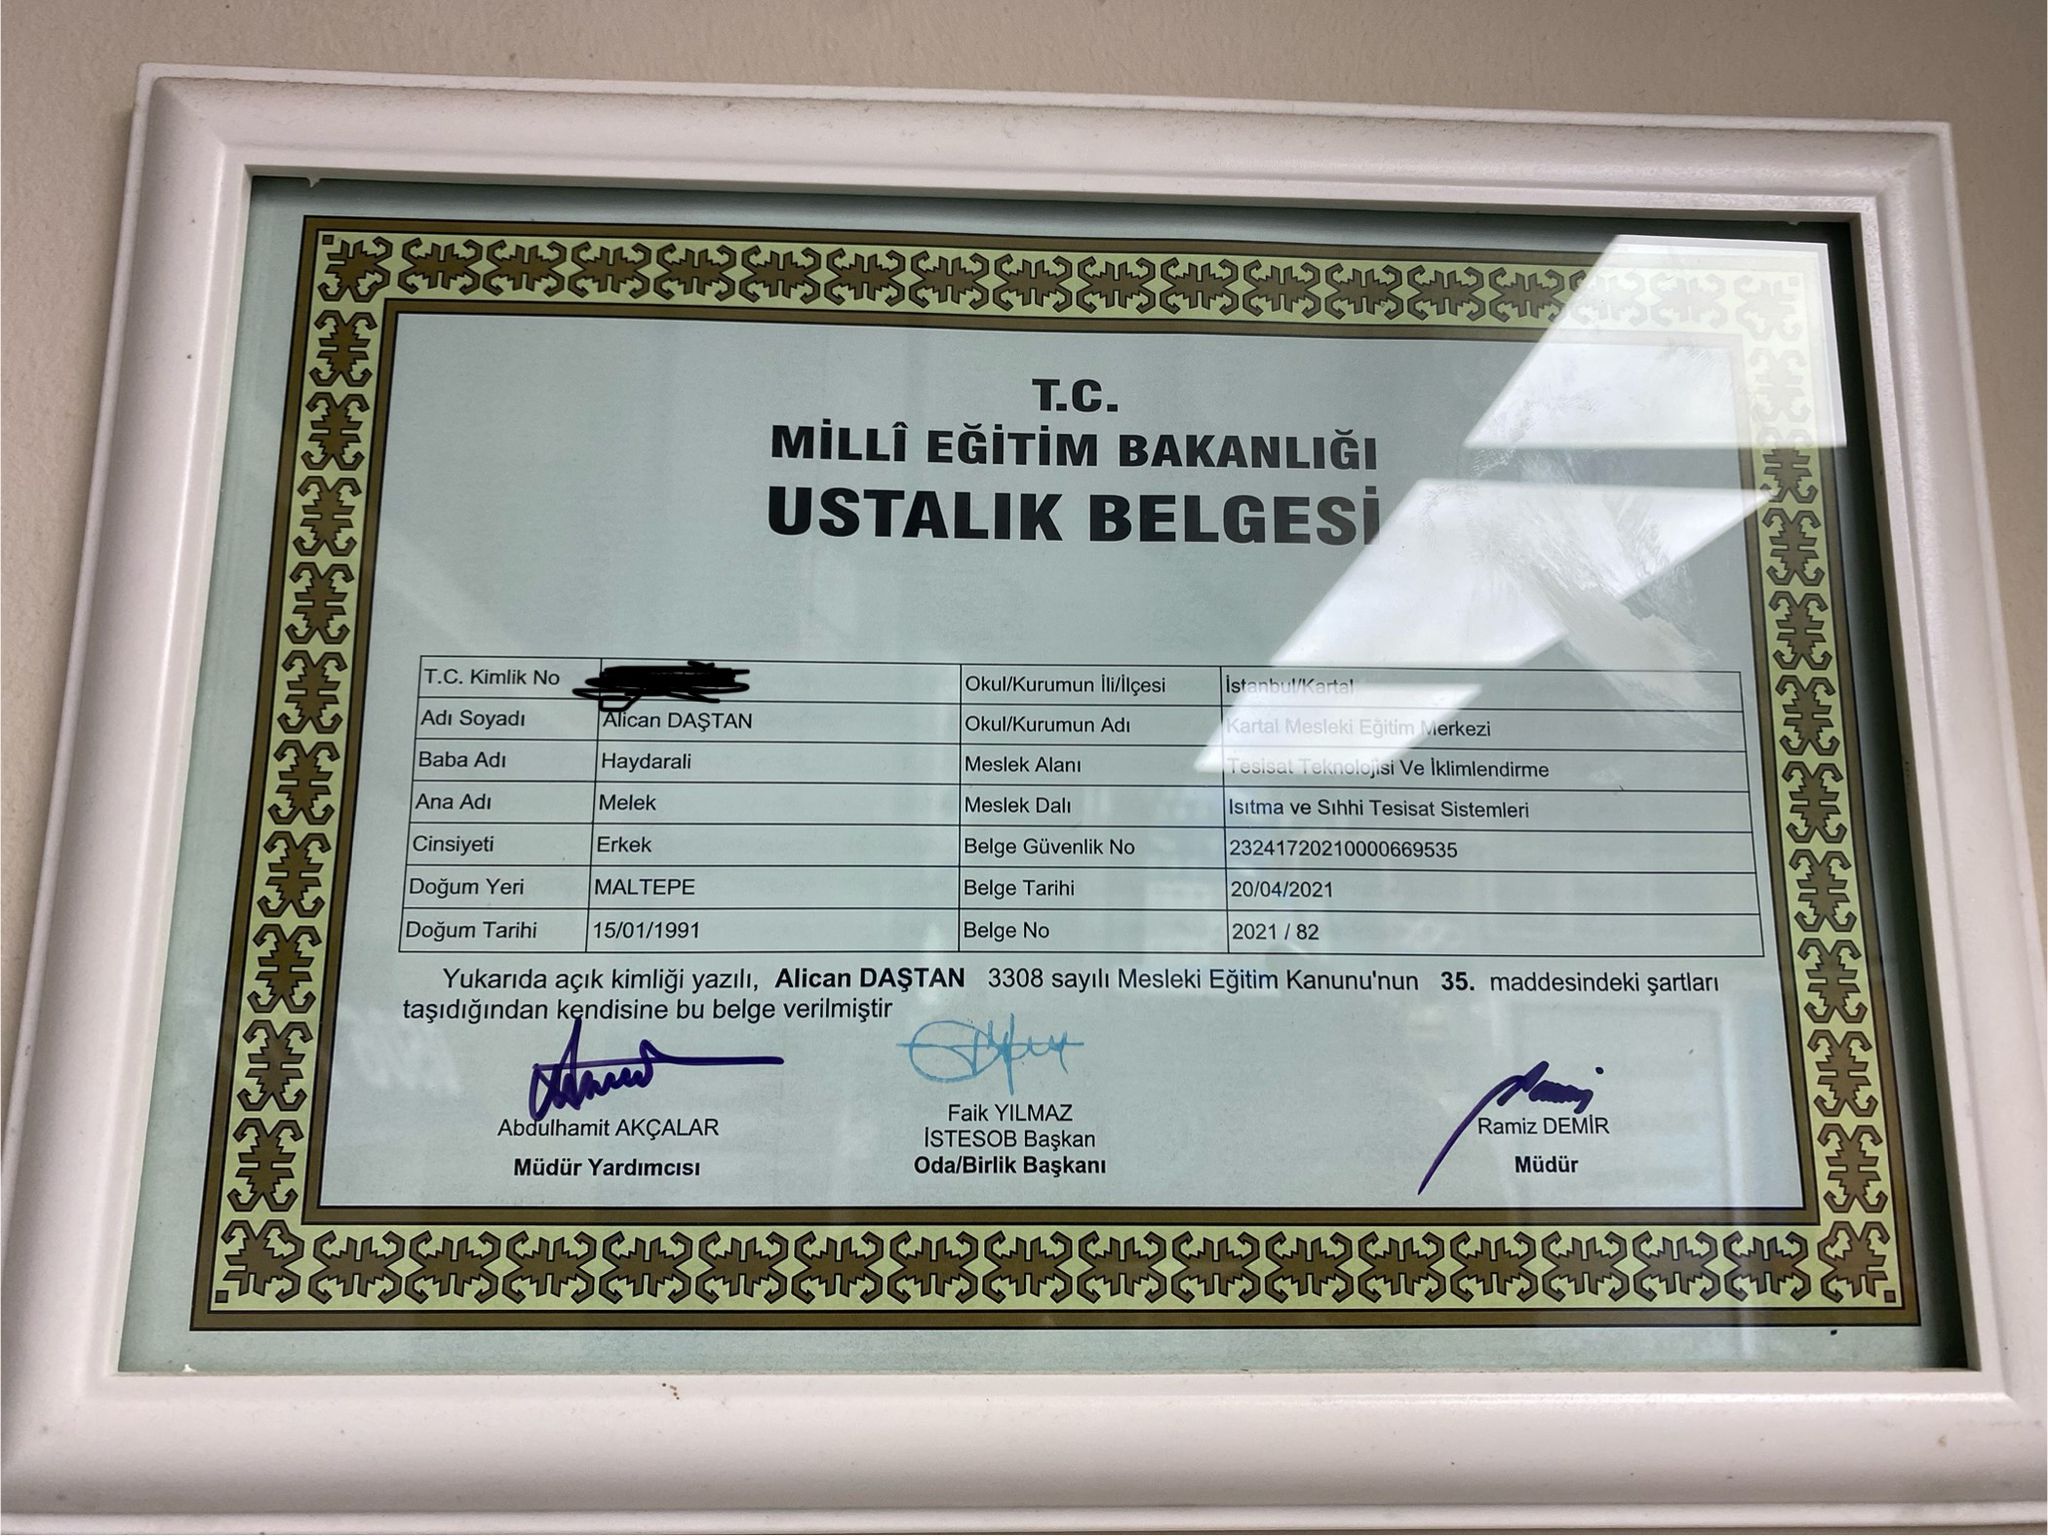 T.C.
MİLLÎ EĞİTİM BAKANLIĞI
USTALIK BELGESİ
T.C. Kimlik No
Okul/Kurumun İli/İlçesi İstanbul/Kartal
Adı Soyadı Alican DAŞTAN Okul/Kurumun Adı Kartal Mesleki Eğitim Merkezi
Baba Adı Haydarali Meslek Alanı Tesisat Teknolojisi Ve İklimlendirme
Ana Adı Melek Meslek Dalı Isıtma ve Sıhhi Tesisat Sistemleri
Cinsiyeti Erkek Belge Güvenlik No 23241720210000669535
Doğum Yeri MALTEPE Belge Tarihi 20/04/2021
Doğum Tarihi 15/01/1991 Belge No 2021 / 82
Yukarıda açık kimliği yazılı, Alican DAŞTAN 3308 sayılı Mesleki Eğitim Kanunu'nun 35. maddesindeki şartları
taşıdığından kendisine bu belge verilmiştir
Abdulhamit AKÇALAR
Müdür Yardımcısı
Faik YILMAZ
İSTESOB Başkan
Oda/Birlik Başkanı
Ramiz DEMİR
Müdür